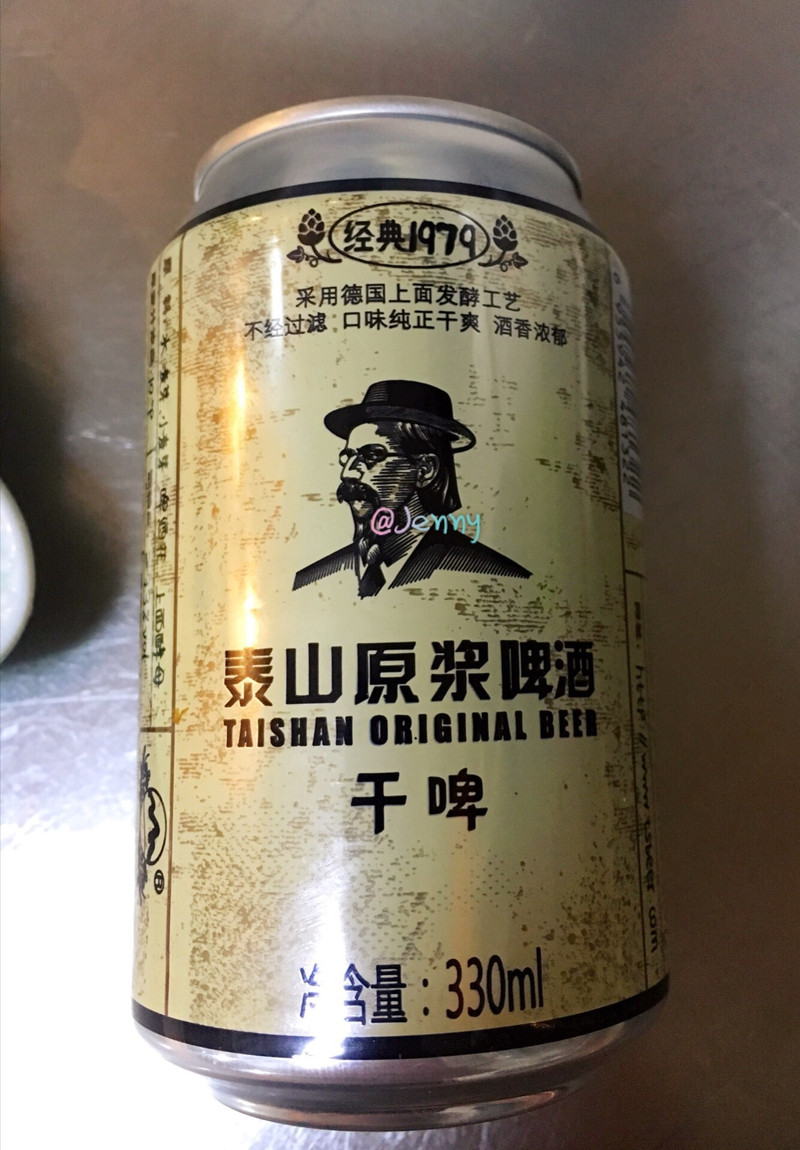 经典1979
采用德国上面发酵工艺
不经过滤 口味纯正干爽 酒香浓郁
@Jenny
泰山原浆啤酒
TAISHAN ORIGINAL BEER
干啤
净含量:330ml